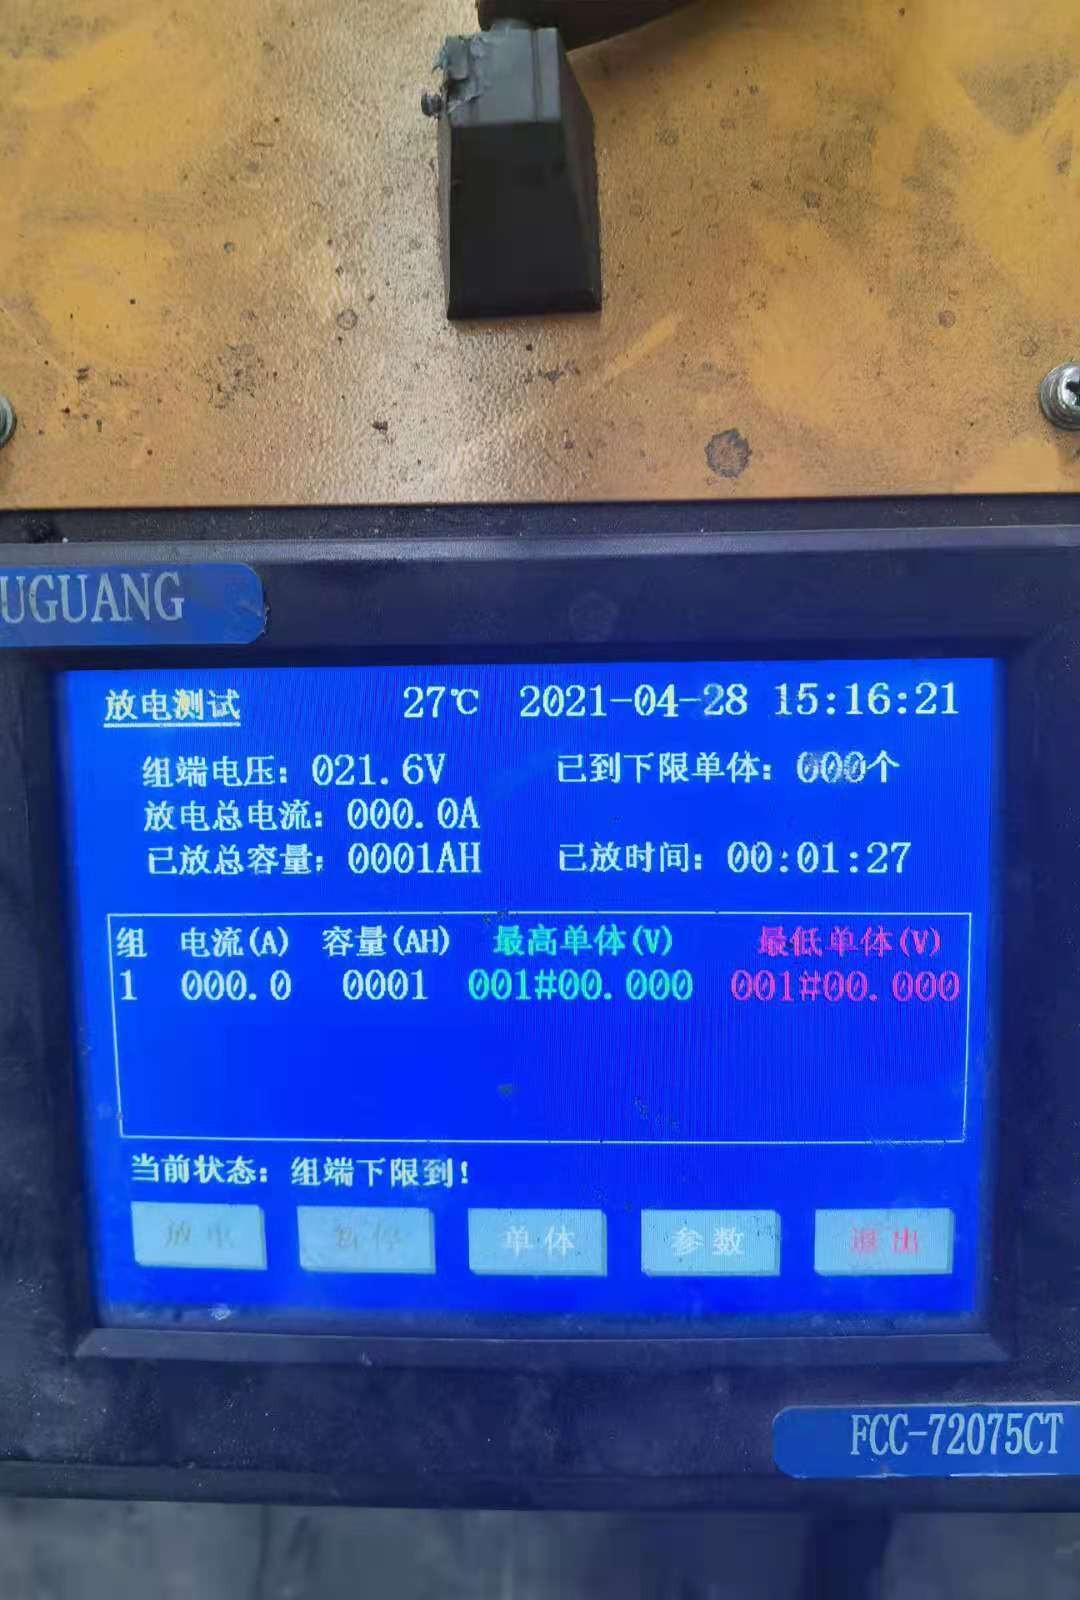 UGUANG
放电测试 27℃ 2021-04-28 15:16:21
组端电压：021.6V 已到下限单体：000个
放电总电流：000.0A
已放总容量：0001AH 已放时间：00:01:27
组 电流(A) 容量(AH) 最高单体(V) 最低单体(V)
1 000.0 0001 001#00.000 001#00.000
当前状态：组端下限到！
放电 暂停 单体 参数 退出
FCC-72075CT